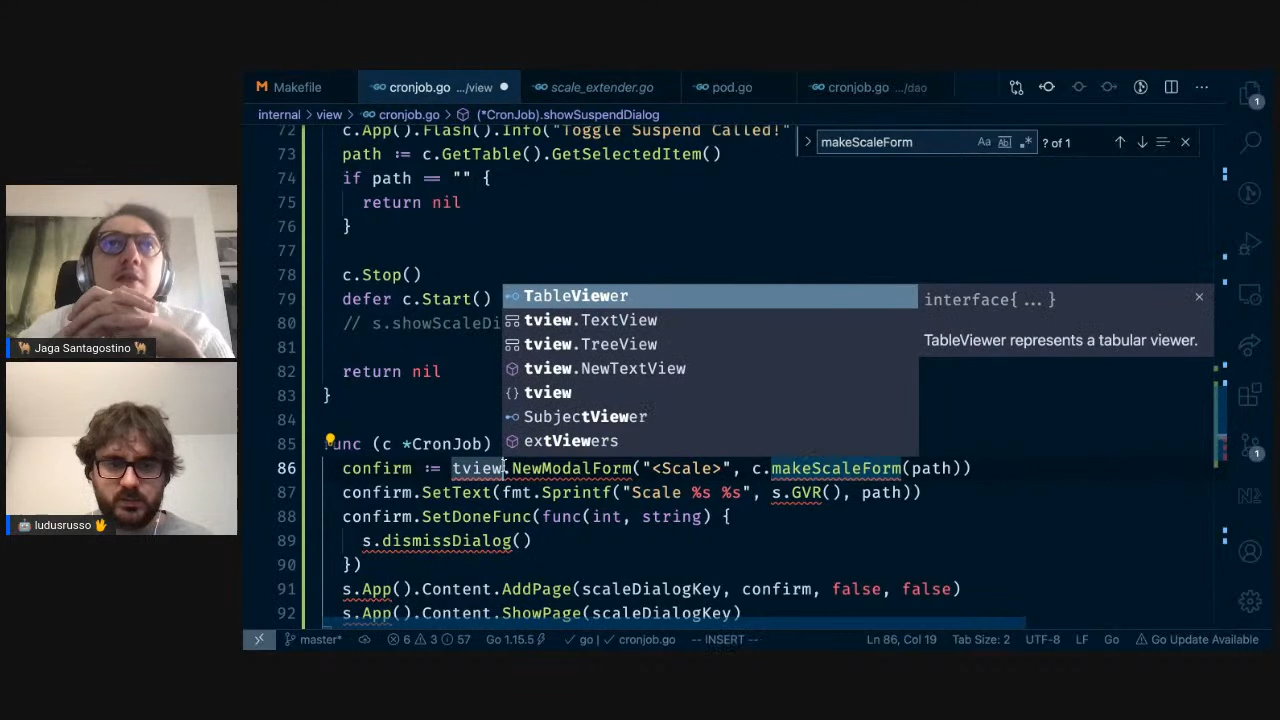 Makefile
cronjob.go .../view
scale_extender.go
pod.go
cronjob.go .../dao
internal > view > cronjob.go > (*CronJob).showSuspendDialog
makeScaleForm
Aa
? of 1
72 c.App().Flash().Info("Toggle Suspend Called!"
73 path := c.GetTable().GetSelectedItem()
74 if path == "" {
75 return nil
76 }
77
78 c.Stop()
79 defer c.Start()
80 // s.showScaleDi
81
82 return nil
83 }
84
85 func (c *CronJob)
86 confirm := tview.NewModalForm("<Scale>", c.makeScaleForm(path))
87 confirm.SetText(fmt.Sprintf("Scale %s %s", s.GVR(), path))
88 confirm.SetDoneFunc(func(int, string) {
89 s.dismissDialog()
90 })
91 s.App().Content.AddPage(scaleDialogKey, confirm, false, false)
92 s.App().Content.ShowPage(scaleDialogKey)
TableViewer
tview.TextView
tview.TreeView
tview.NewTextView
{} tview
SubjectViewer
extViewers
interface{ ... }
TableViewer represents a tabular viewer.
1
1
N2
🐪 Jaga Santagostino 🐪
🤖 ludusrusso 🖖
master*
6 3 57
Go 1.15.5
go
cronjob.go
-- INSERT --
Ln 86, Col 19
Tab Size: 2
UTF-8
LF
Go
Go Update Available